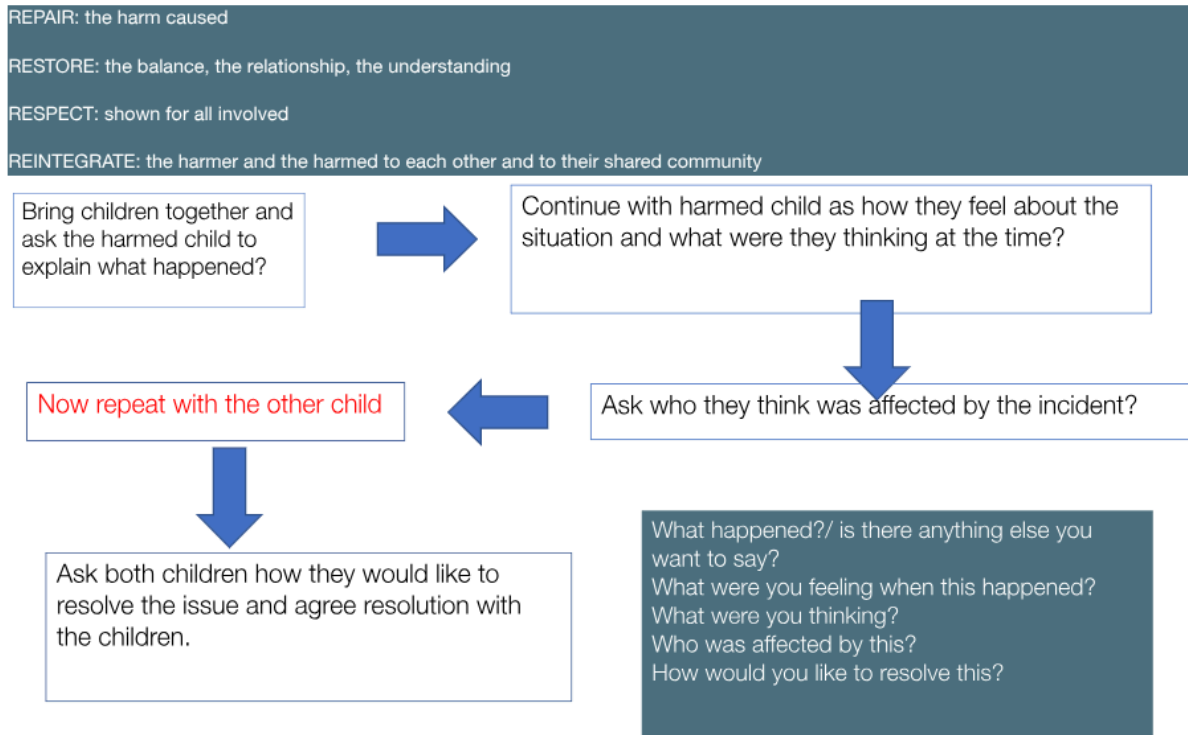 REPAIR: the harm caused
RESTORE: the balance, the relationship, the understanding
RESPECT: shown for all involved
REINTEGRATE: the harmer and the harmed to each other and to their shared community
Bring children together and
ask the harmed child to
explain what happened?
Continue with harmed child as how they feel about the
situation and what were they thinking at the time?
Ask who they think was affected by the incident?
Now repeat with the other child
Ask both children how they would like to
resolve the issue and agree resolution with
the children.
What happened?/ is there anything else you
want to say?
What were you feeling when this happened?
What were you thinking?
Who was affected by this?
How would you like to resolve this?